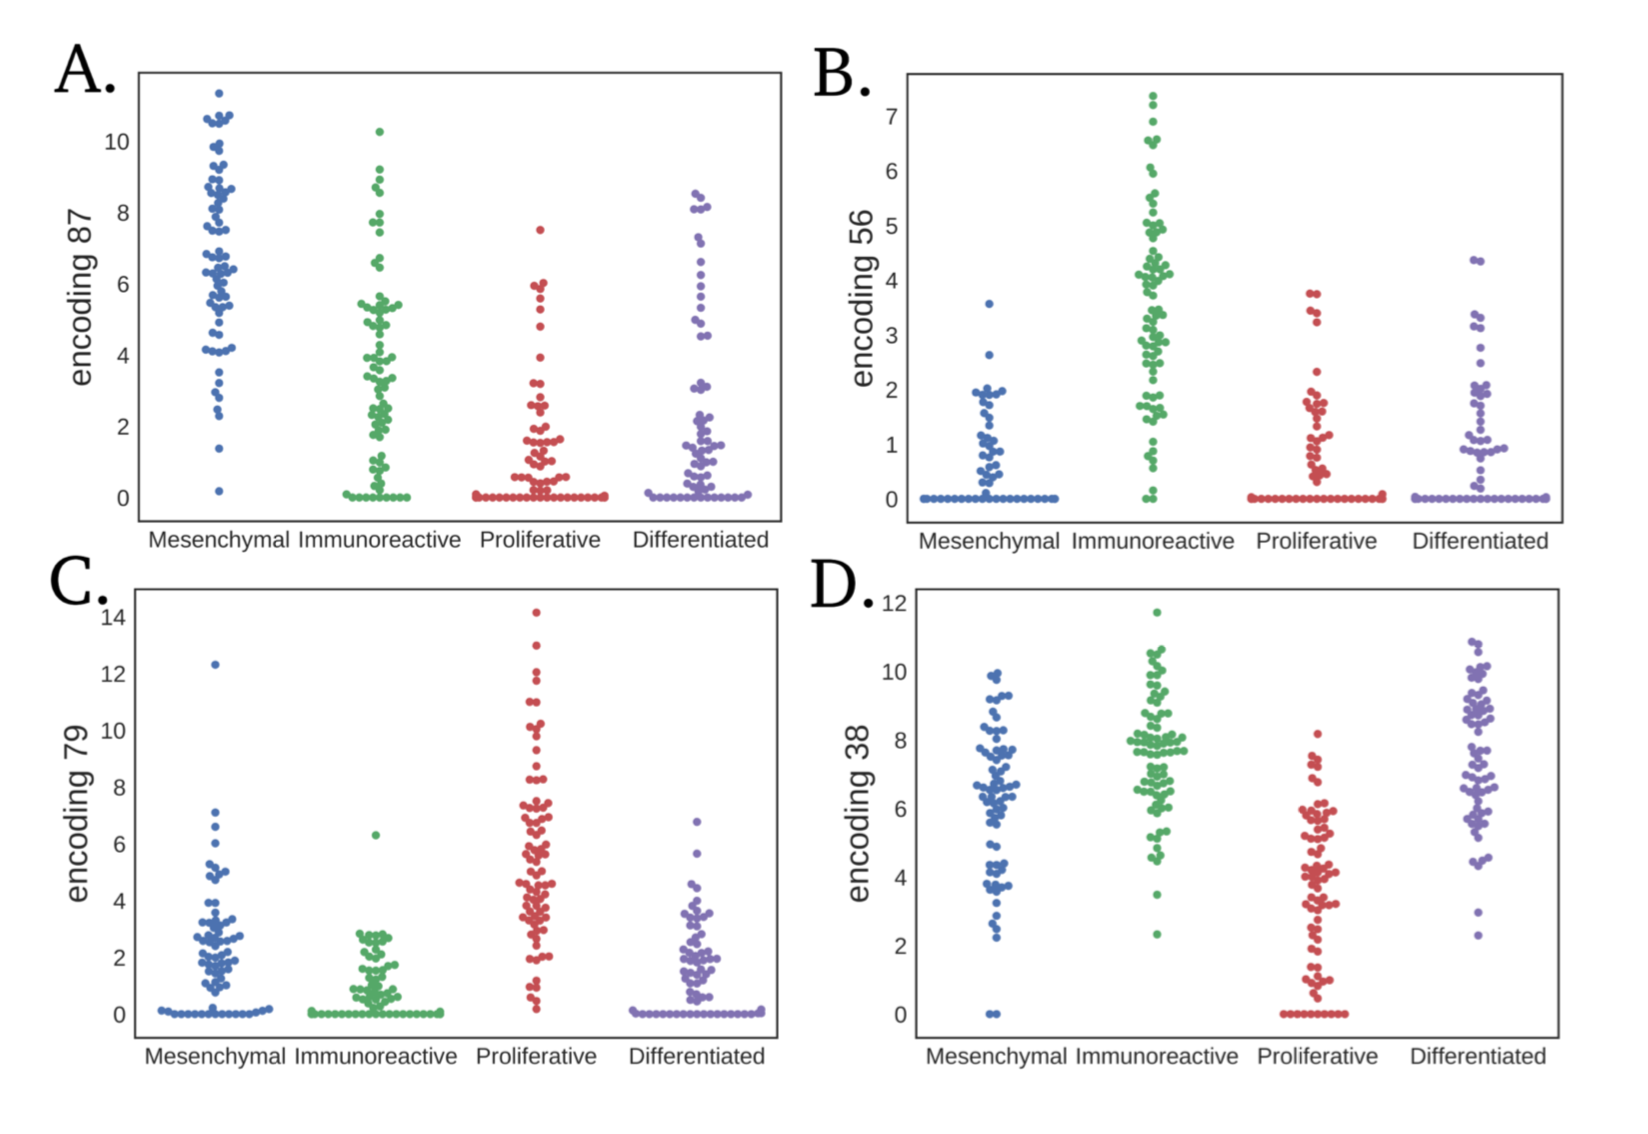 A.
encoding 87
10
8
6
4
2
0
Mesenchymal Immunoreactive Proliferative Differentiated
B.
encoding 56
7
6
5
4
3
2
1
0
Mesenchymal Immunoreactive Proliferative Differentiated
C.
encoding 79
14
12
10
8
6
4
2
0
Mesenchymal Immunoreactive Proliferative Differentiated
D.
encoding 38
12
10
8
6
4
2
0
Mesenchymal Immunoreactive Proliferative Differentiated